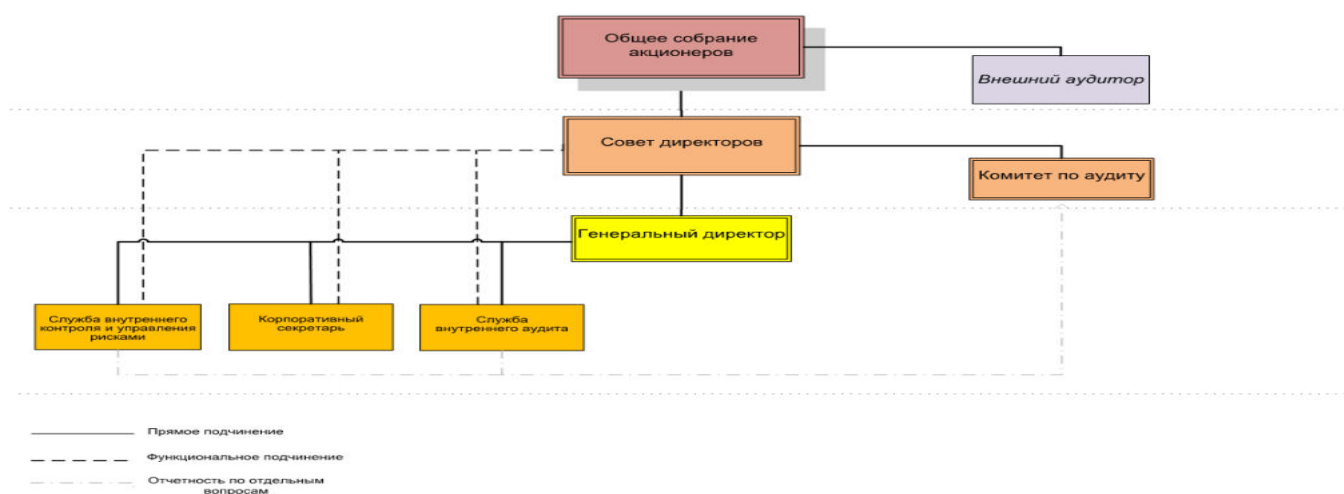 Общее собрание
акционеров
Внешний аудитор
Совет директоров
Комитет по аудиту
Генеральный директор
Служба внутреннего
контроля и управления
рисками
Корпоративный
секретарь
Служба
внутреннего аудита
Прямое подчинение
Функциональное подчинение
Отчетность по отдельным
вопросам